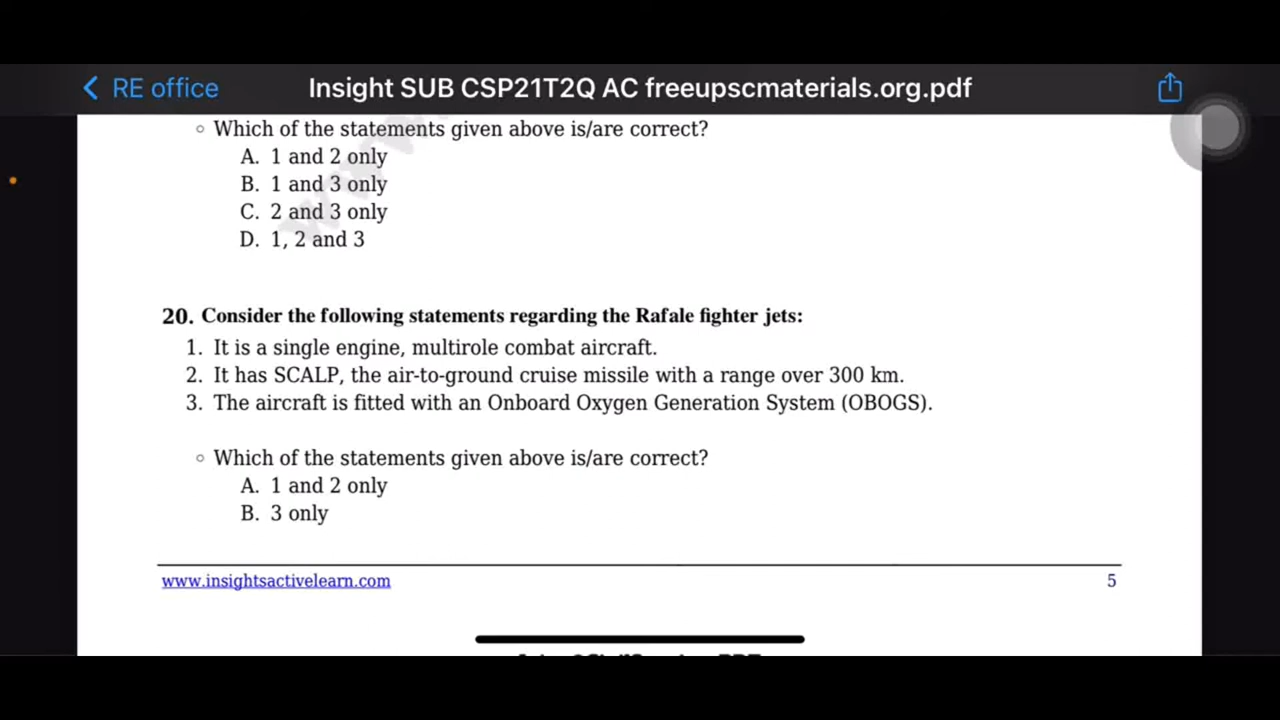 RE office
Insight SUB CSP21T2Q AC freeupscmaterials.org.pdf
Which of the statements given above is/are correct?
A. 1 and 2 only
B. 1 and 3 only
C. 2 and 3 only
D. 1, 2 and 3
20. Consider the following statements regarding the Rafale fighter jets:
1. It is a single engine, multirole combat aircraft.
2. It has SCALP, the air-to-ground cruise missile with a range over 300 km.
3. The aircraft is fitted with an Onboard Oxygen Generation System (OBOGS).
Which of the statements given above is/are correct?
A. 1 and 2 only
B. 3 only
www.insightsactivelearn.com
5